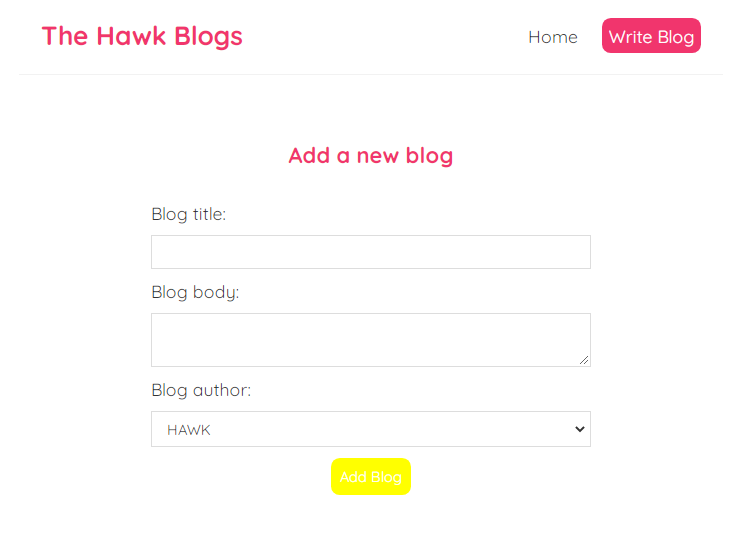 The Hawk Blogs
Home
Write Blog
Add a new blog
Blog title:
Blog body:
Blog author:
HAWK
Add Blog